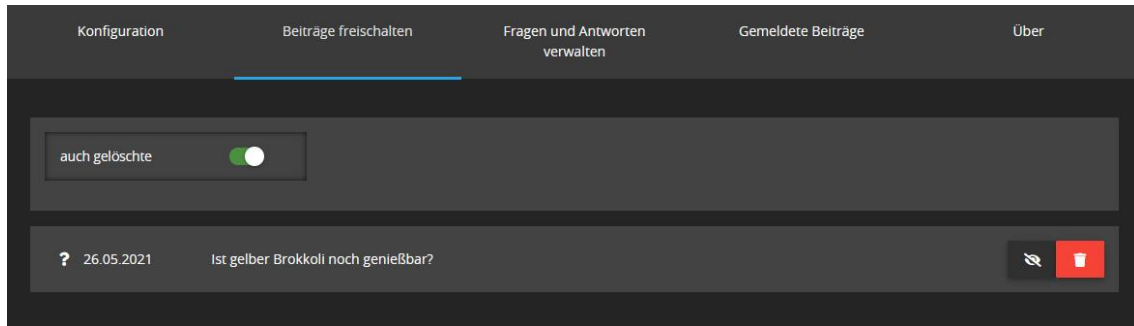 Konfiguration
Beiträge freischalten
Fragen und Antworten
verwalten
Gemeldete Beiträge
Über
auch gelöschte
? 26.05.2021 Ist gelber Brokkoli noch genießbar?